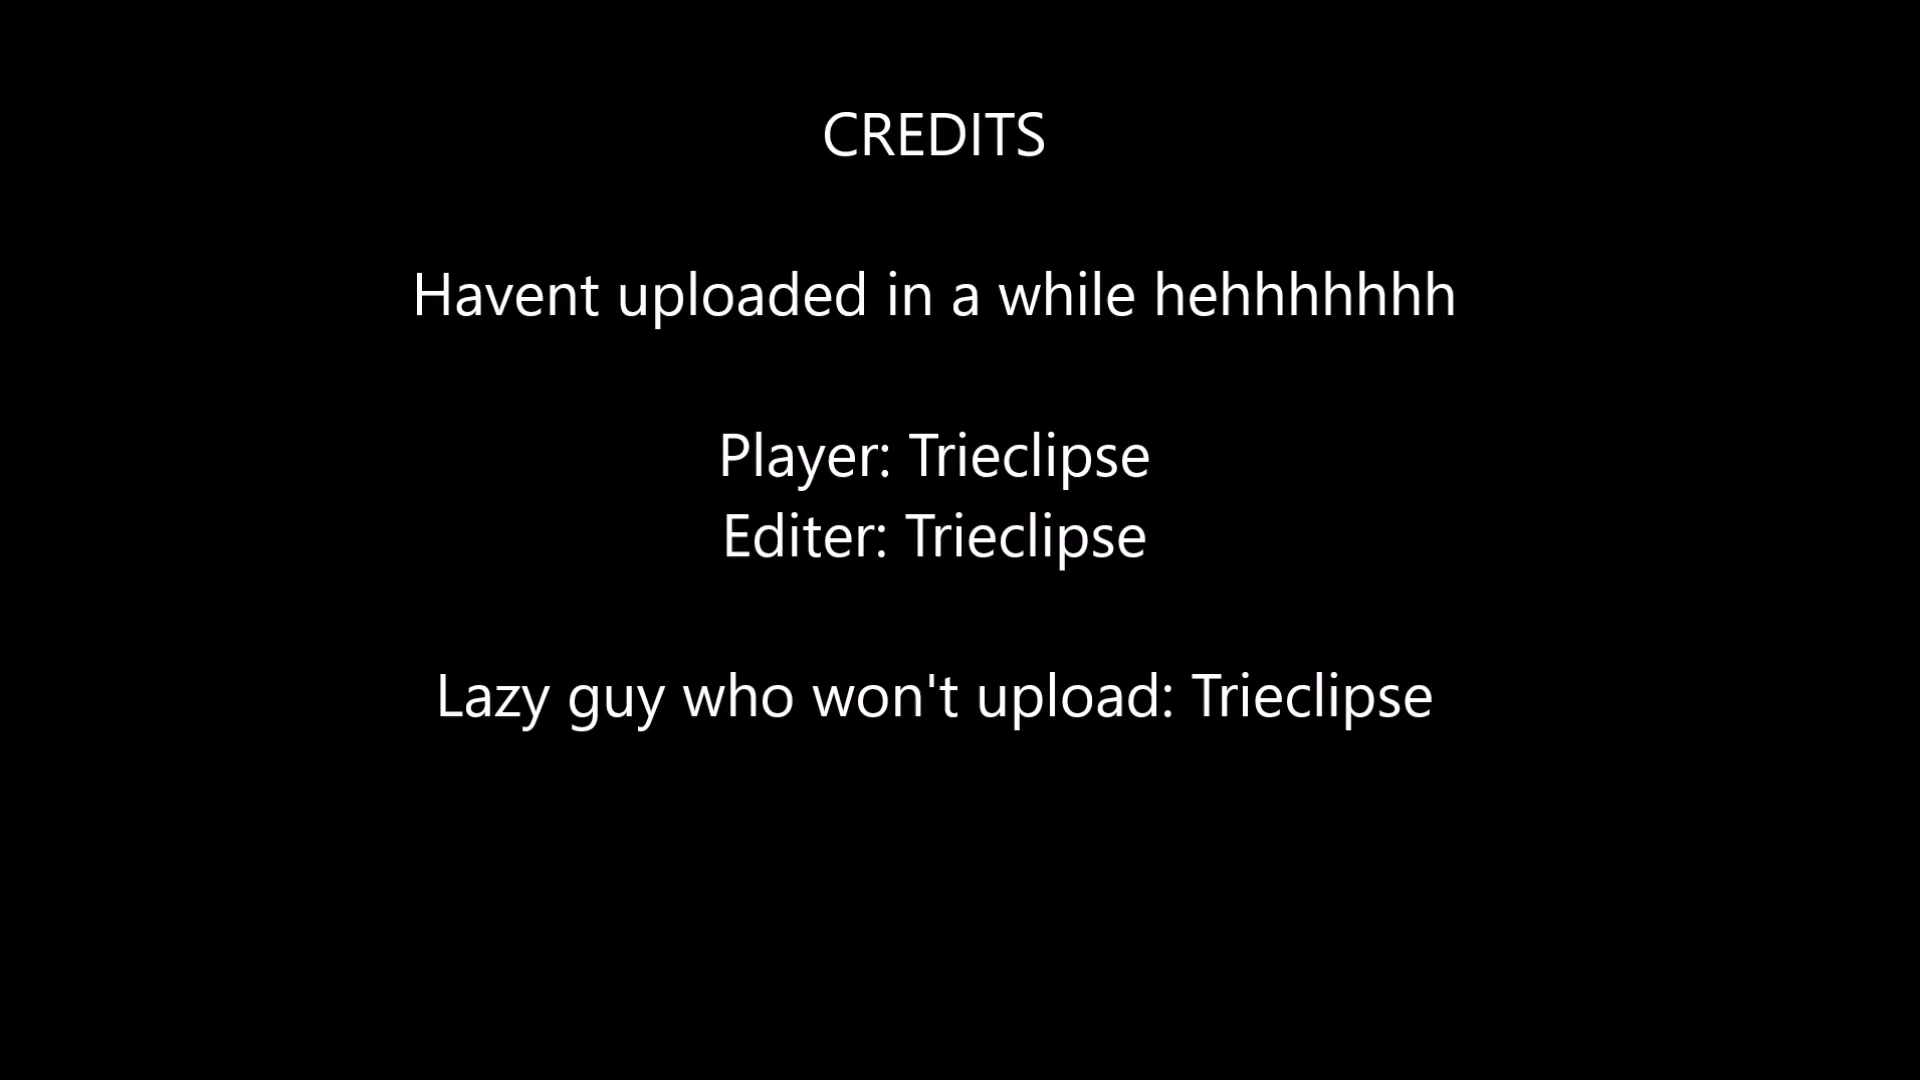 CREDITS
Havent uploaded in a while hehhhhhhh
Player: Trieclipse
Editer: Trieclipse
Lazy guy who won't upload: Trieclipse